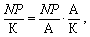 NP/K = NP/A · A/K ,